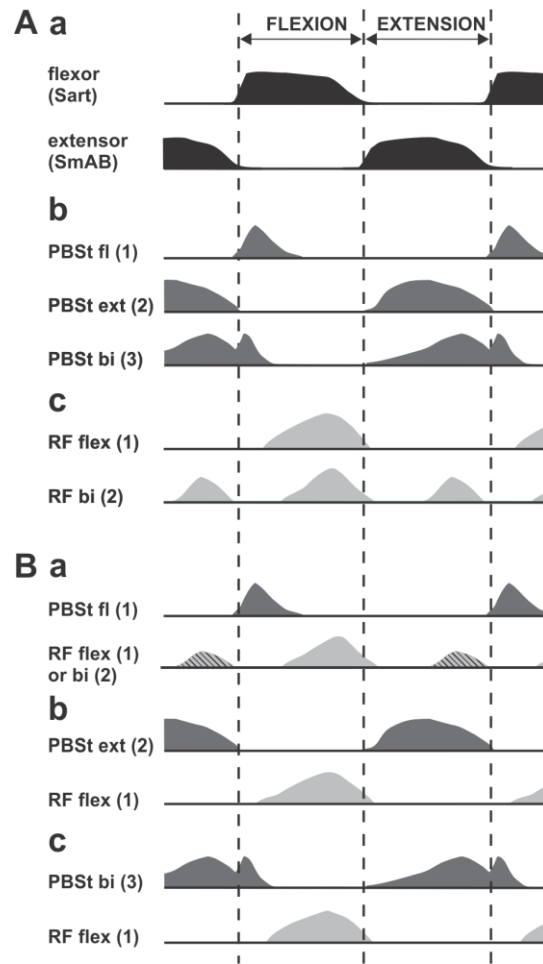 A a
FLEXION EXTENSION
flexor
(Sart)
extensor
(SmAB)
b
PBSt fl (1)
PBSt ext (2)
PBSt bi (3)
c
RF flex (1)
RF bi (2)
B a
PBSt fl (1)
RF flex (1)
or bi (2)
b
PBSt ext (2)
RF flex (1)
c
PBSt bi (3)
RF flex (1)